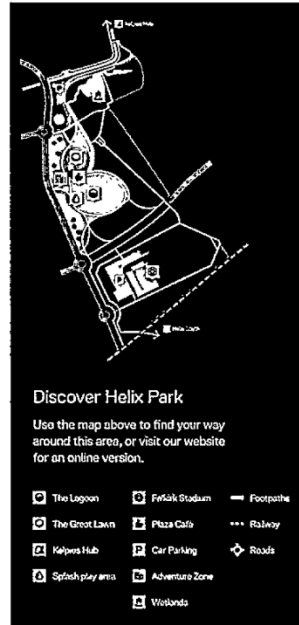 Discover Helix Park
Use the map above to find your way
around this area, or visit our website
for an online version.
The Lagoon
The Great Lawn
Kelpies Hub
Splash play area
Falkirk Stadium
Plaza Café
Car Parking
Adventure Zone
Wetlands
Footpaths
Railway
Roads